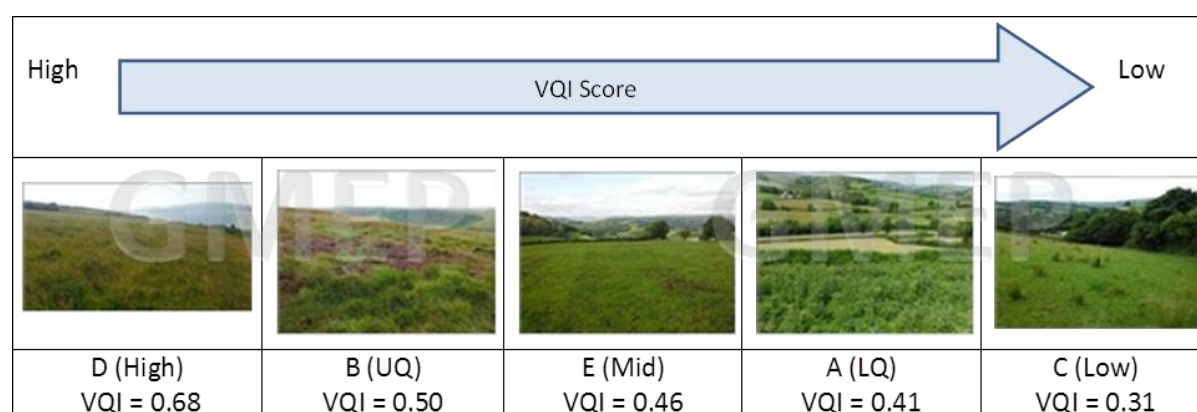 High
VQI Score
Low
GMEP GMEP
D (High)
VQI = 0.68
B (UQ)
VQI = 0.50
E (Mid)
VQI = 0.46
A (LQ)
VQI = 0.41
C (Low)
VQI = 0.31